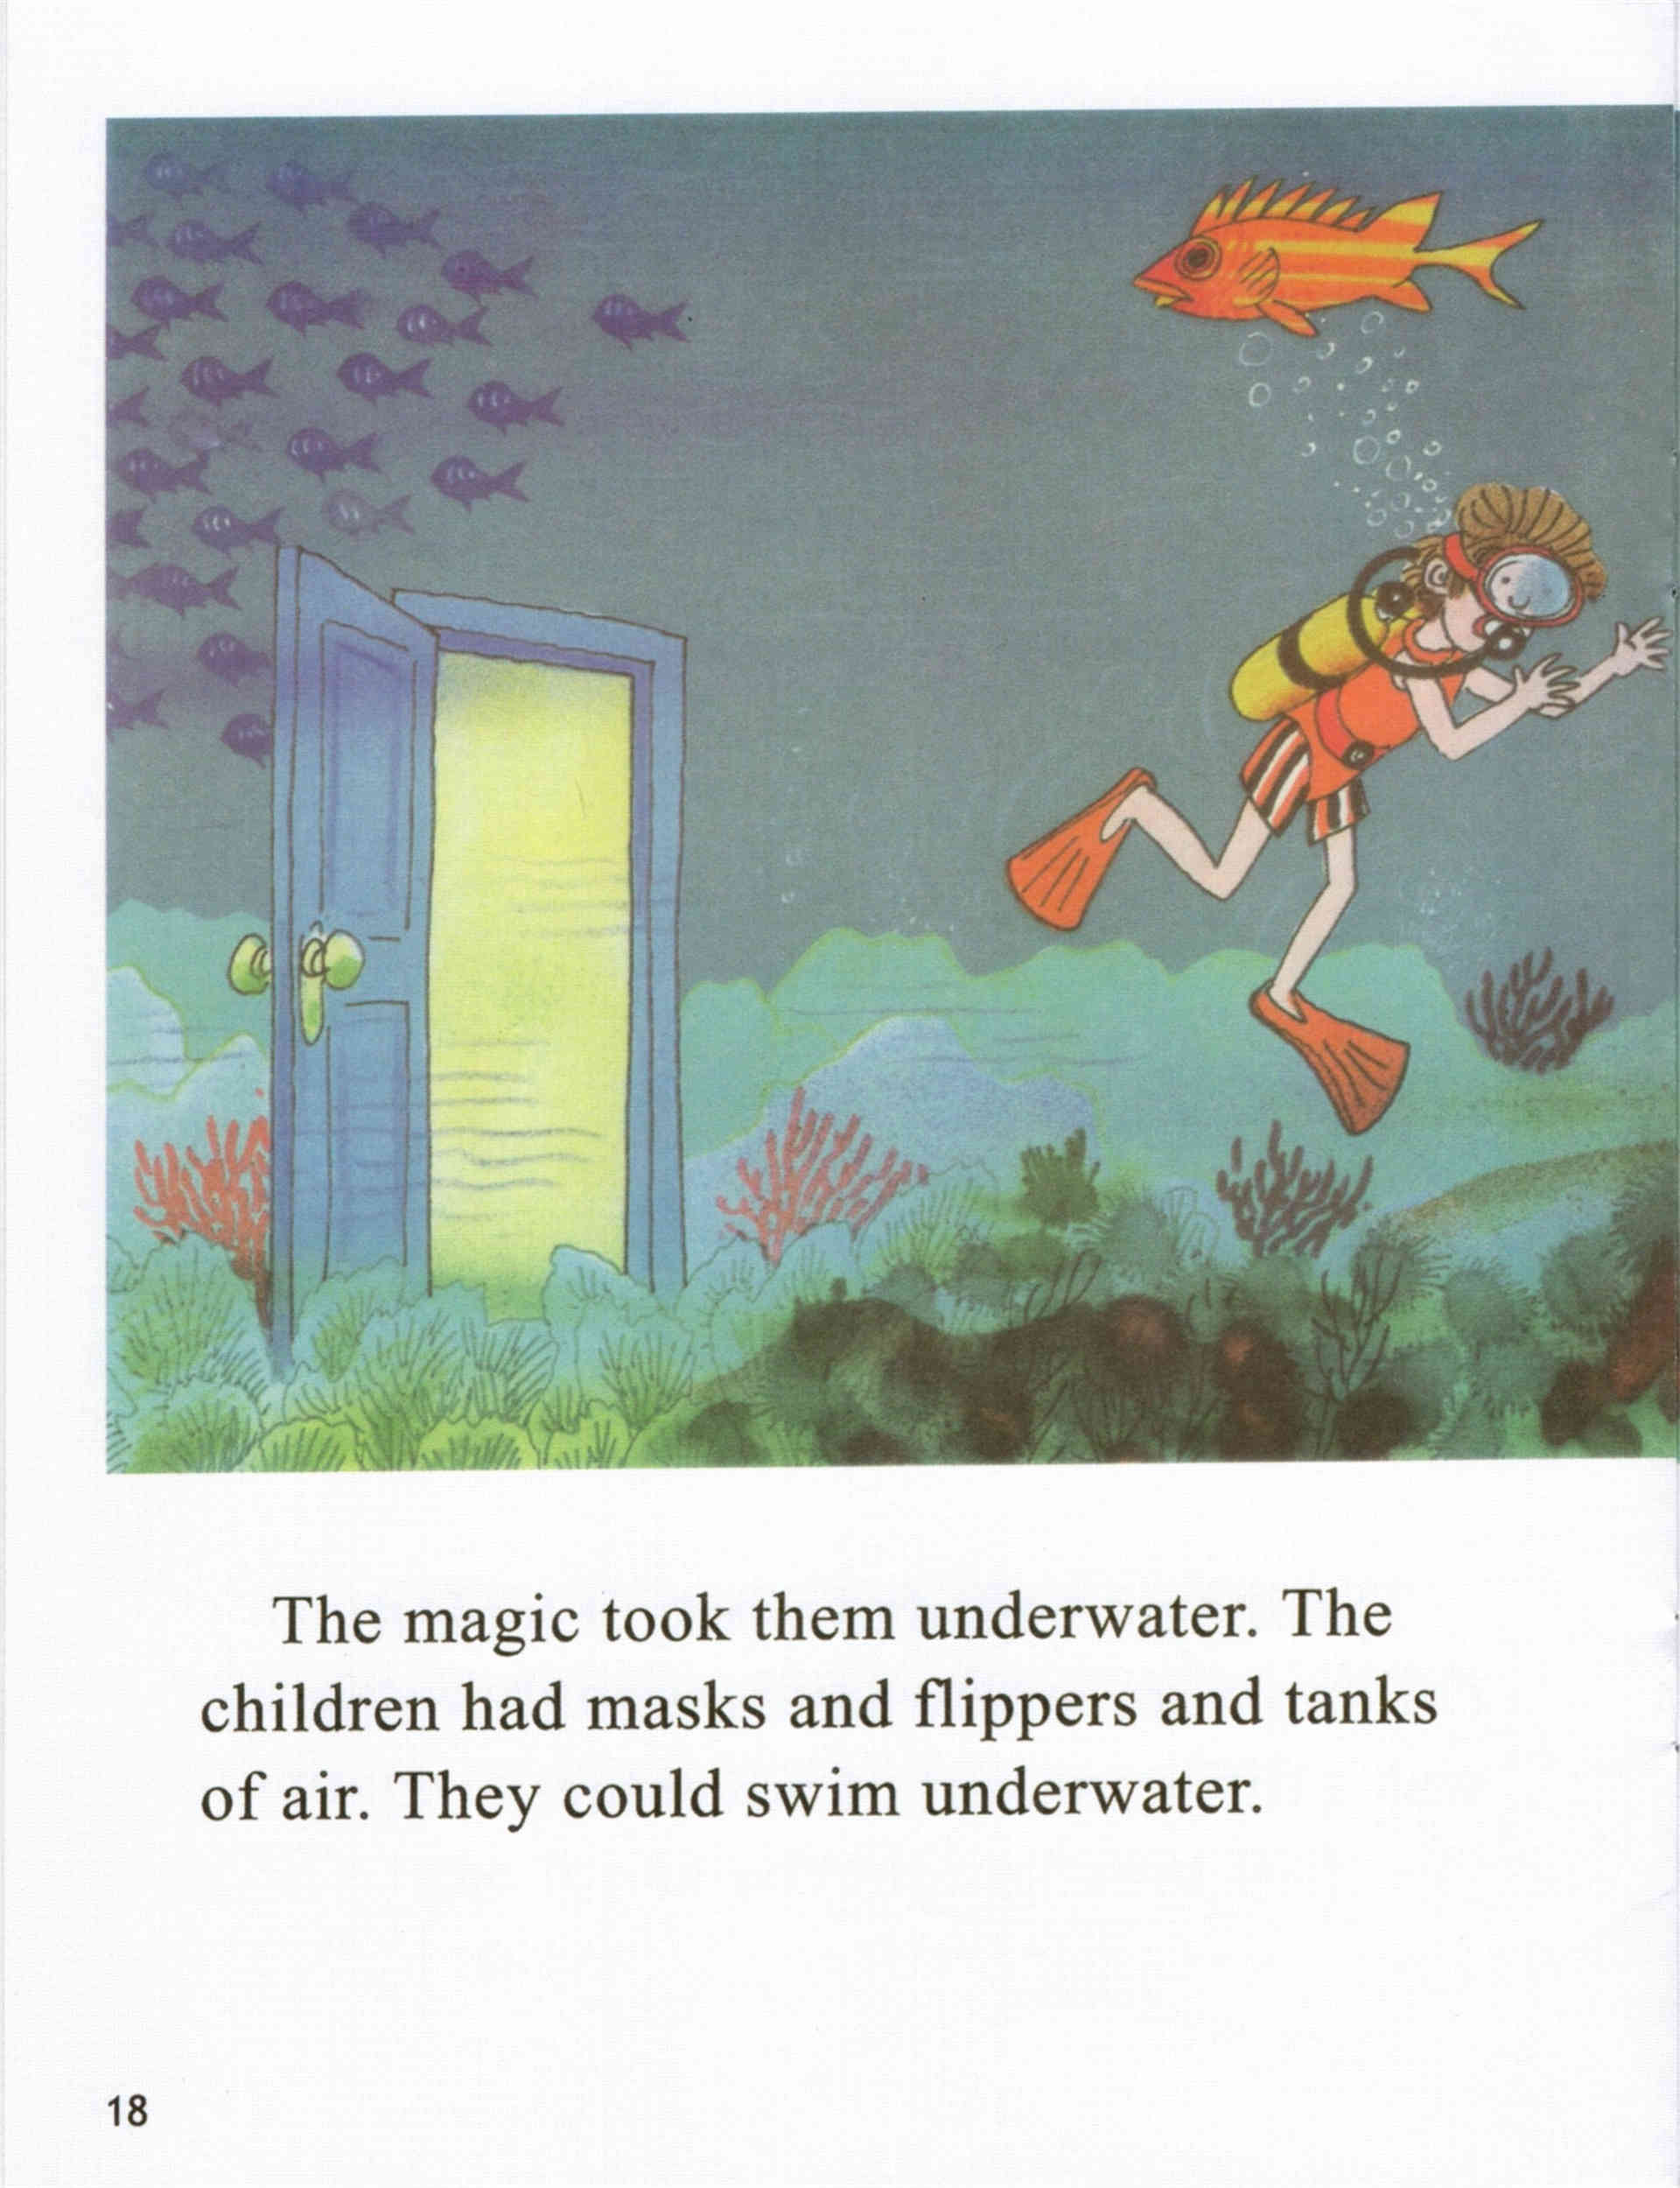 The magic took them underwater. The
children had masks and flippers and tanks
of air. They could swim underwater.
18